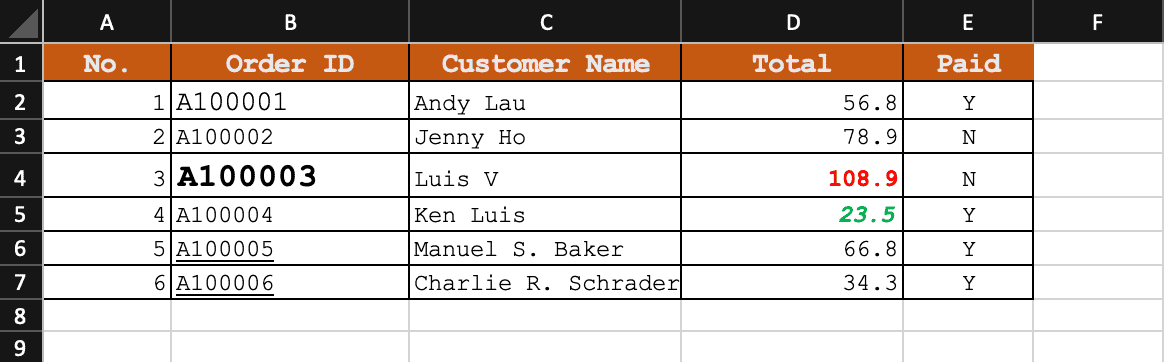 A B C D E F
1 No. Order ID Customer Name Total Paid
2 1 A100001 Andy Lau 56.8 Y
3 2 A100002 Jenny Ho 78.9 N
4 3 A100003 Luis V 108.9 N
5 4 A100004 Ken Luis 23.5 Y
6 5 A100005 Manuel S. Baker 66.8 Y
7 6 A100006 Charlie R. Schrader 34.3 Y
8
9